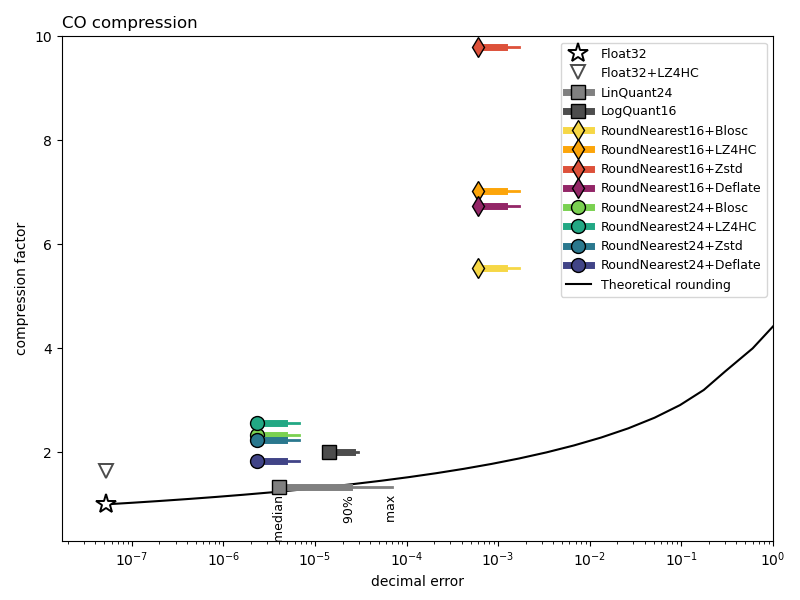 CO compression
10
8
6
4
2
compression factor
Float32
Float32+LZ4HC
LinQuant24
LogQuant16
RoundNearest16+Blosc
RoundNearest16+LZ4HC
RoundNearest16+Zstd
RoundNearest16+Deflate
RoundNearest24+Blosc
RoundNearest24+LZ4HC
RoundNearest24+Zstd
RoundNearest24+Deflate
Theoretical rounding
median
90%
max
10⁻⁷ 10⁻⁶ 10⁻⁵ 10⁻⁴ 10⁻³ 10⁻² 10⁻¹ 10⁰
decimal error